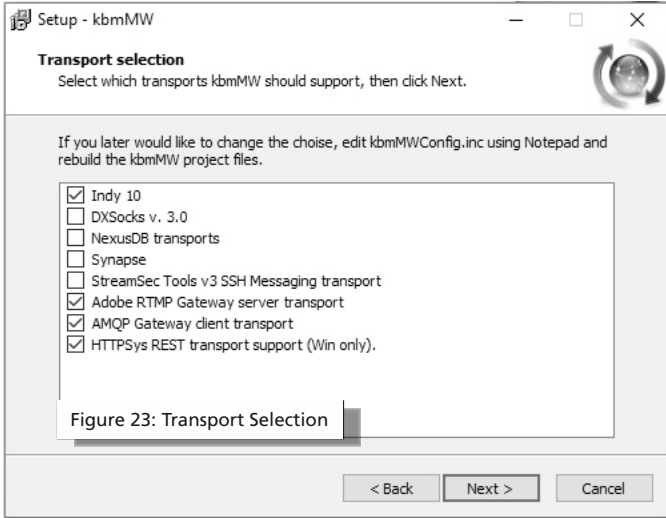 Setup - kbmMW
Transport selection
Select which transports kbmMW should support, then click Next.
If you later would like to change the choise, edit kbmMWConfig.inc using Notepad and
rebuild the kbmMW project files.
Indy 10
DXSocks v. 3.0
NexusDB transports
Synapse
StreamSec Tools v3 SSH Messaging transport
Adobe RTMP Gateway server transport
AMQP Gateway client transport
HTTPSys REST transport support (Win only).
Figure 23: Transport Selection
< Back Next > Cancel